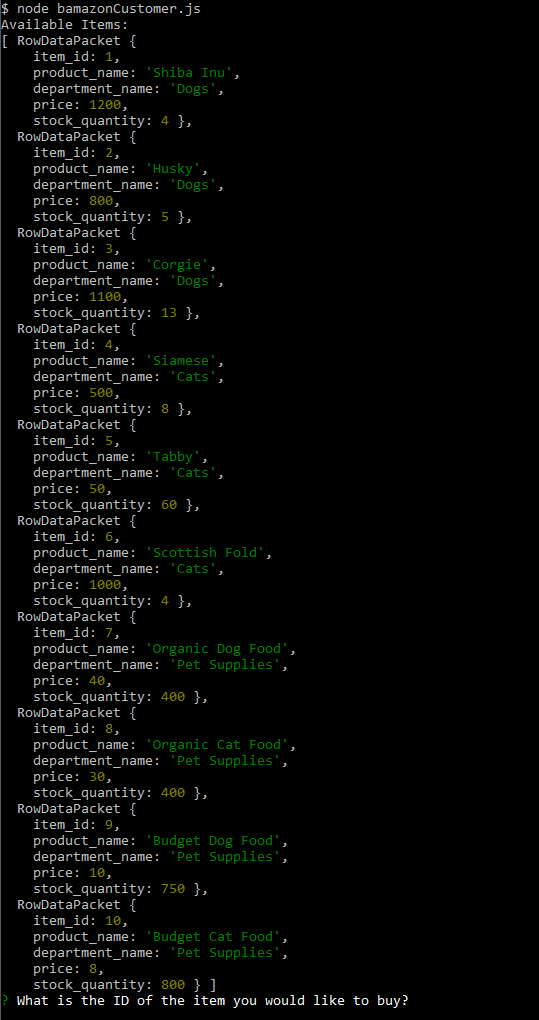 $ node bamazonCustomer.js
Available Items:
[ RowDataPacket {
    item_id: 1,
    product_name: 'Shiba Inu',
    department_name: 'Dogs',
    price: 1200,
    stock_quantity: 4 },
  RowDataPacket {
    item_id: 2,
    product_name: 'Husky',
    department_name: 'Dogs',
    price: 800,
    stock_quantity: 5 },
  RowDataPacket {
    item_id: 3,
    product_name: 'Corgie',
    department_name: 'Dogs',
    price: 1100,
    stock_quantity: 13 },
  RowDataPacket {
    item_id: 4,
    product_name: 'Siamese',
    department_name: 'Cats',
    price: 500,
    stock_quantity: 8 },
  RowDataPacket {
    item_id: 5,
    product_name: 'Tabby',
    department_name: 'Cats',
    price: 50,
    stock_quantity: 60 },
  RowDataPacket {
    item_id: 6,
    product_name: 'Scottish Fold',
    department_name: 'Cats',
    price: 1000,
    stock_quantity: 4 },
  RowDataPacket {
    item_id: 7,
    product_name: 'Organic Dog Food',
    department_name: 'Pet Supplies',
    price: 40,
    stock_quantity: 400 },
  RowDataPacket {
    item_id: 8,
    product_name: 'Organic Cat Food',
    department_name: 'Pet Supplies',
    price: 30,
    stock_quantity: 400 },
  RowDataPacket {
    item_id: 9,
    product_name: 'Budget Dog Food',
    department_name: 'Pet Supplies',
    price: 10,
    stock_quantity: 750 },
  RowDataPacket {
    item_id: 10,
    product_name: 'Budget Cat Food',
    department_name: 'Pet Supplies',
    price: 8,
    stock_quantity: 800 } ]
? What is the ID of the item you would like to buy?